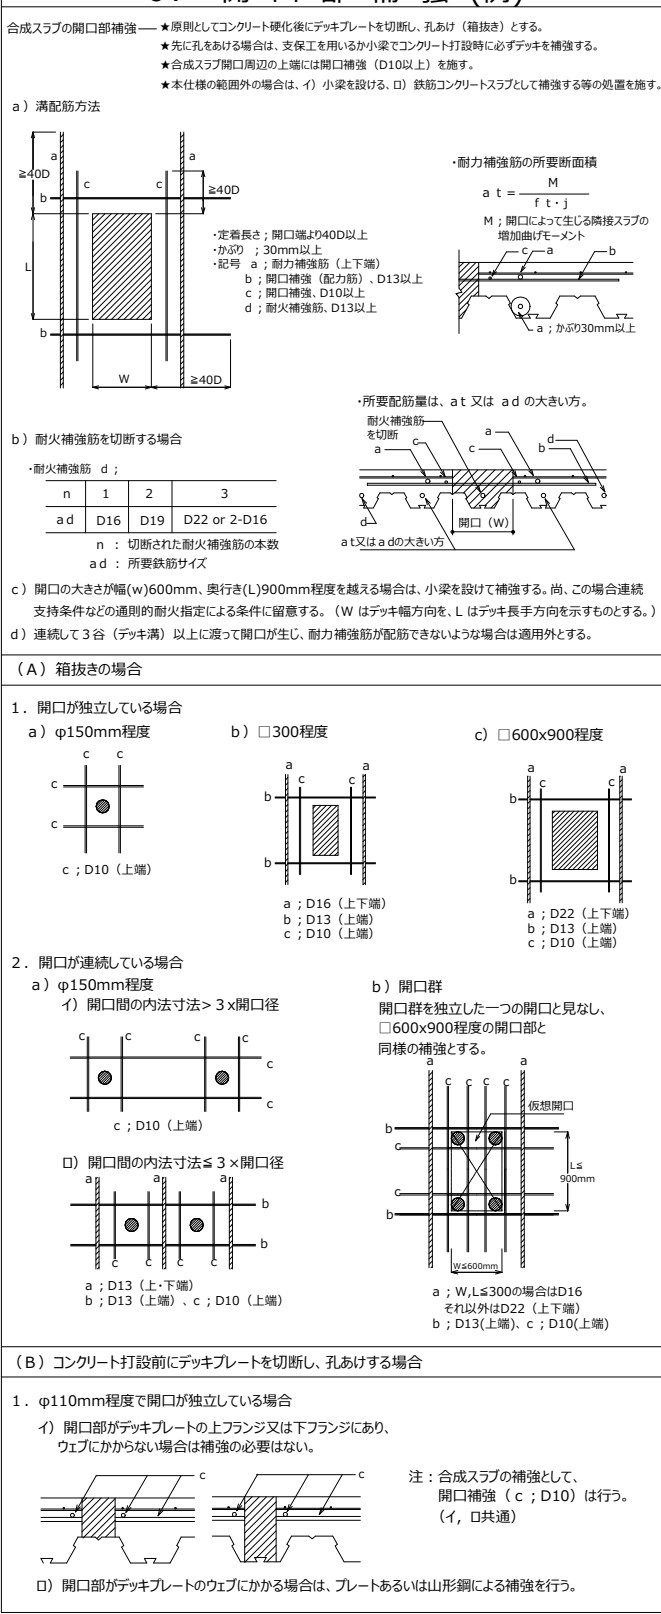 合成スラブの開口部補強 ★原則としてコンクリート硬化後にデッキプレートを切断し、孔あけ（箱抜き）とする。
★先に孔をあける場合は、支保工を用いるか小梁でコンクリート打設時に必ずデッキを補強する。
★合成スラブ開口周辺の上端には開口補強（D10以上）を施す。
★本仕様の範囲外の場合は、イ）小梁を設ける、ロ）鉄筋コンクリートスラブとして補強する等の処置を施す。
a）溝配筋方法
a
a
≧40D
c
c
≧40D
b
L
b
W
≧40D
・定着長さ；開口端より40D以上
・かぶり ；30mm以上
・記号 a；耐力補強筋（上下端）
b；開口補強（配力筋）、D13以上
c；開口補強、D10以上
d；耐火補強筋、D13以上
・耐力補強筋の所要断面積
a t = M / f t・j
M；開口によって生じる隣接スラブの
増加曲げモーメント
c
a
b
a；かぶり30mm以上
・所要配筋量は、a t 又は a d の大きい方。
b）耐火補強筋を切断する場合
・耐火補強筋 d；
n 1 2 3
a d D16 D19 D22 or 2-D16
n ： 切断された耐火補強筋の本数
a d ： 所要鉄筋サイズ
耐火補強筋
を切断
a
c
c
a
b
d
d
開口（W）
a t又はa dの大きい方
c）開口の大きさが幅(w)600mm、奥行き(L)900mm程度を越える場合は、小梁を設けて補強する。尚、この場合連続
支持条件などの通則的耐火指定による条件に留意する。（W はデッキ幅方向を、L はデッキ長手方向を示すものとする。）
d）連続して３谷（デッキ溝）以上に渡って開口が生じ、耐力補強筋が配筋できないような場合は適用外とする。
（A）箱抜きの場合
1．開口が独立している場合
a）φ150mm程度
c c
c
c
c；D10（上端）
b）□300程度
a a
c c
b
b
a；D16（上下端）
b；D13（上端）
c；D10（上端）
c）□600x900程度
a a
c c
b
b
a；D22（上下端）
b；D13（上端）
c；D10（上端）
2．開口が連続している場合
a）φ150mm程度
イ）開口間の内法寸法＞３x開口径
c c c c
c
c
c；D10（上端）
ロ）開口間の内法寸法≦３×開口径
a a a
b
b
c c c c
a；D13（上・下端）
b；D13（上端）、c；D10（上端）
b）開口群
開口群を独立した一つの開口と見なし、
□600x900程度の開口部と
同様の補強とする。
a a
c c c c
仮想開口
b
c
c
b
L≦
900mm
W≦600mm
a；W,L≦300の場合はD16
それ以外はD22（上下端）
b；D13(上端)、c；D10(上端)
（B）コンクリート打設前にデッキプレートを切断し、孔あけする場合
1．φ110mm程度で開口が独立している場合
イ）開口部がデッキプレートの上フランジ又は下フランジにあり、
ウェブにかからない場合は補強の必要はない。
c
c
注：合成スラブの補強として、
開口補強（c；D10）は行う。
（イ，ロ共通）
ロ）開口部がデッキプレートのウェブにかかる場合は、プレートあるいは山形鋼による補強を行う。